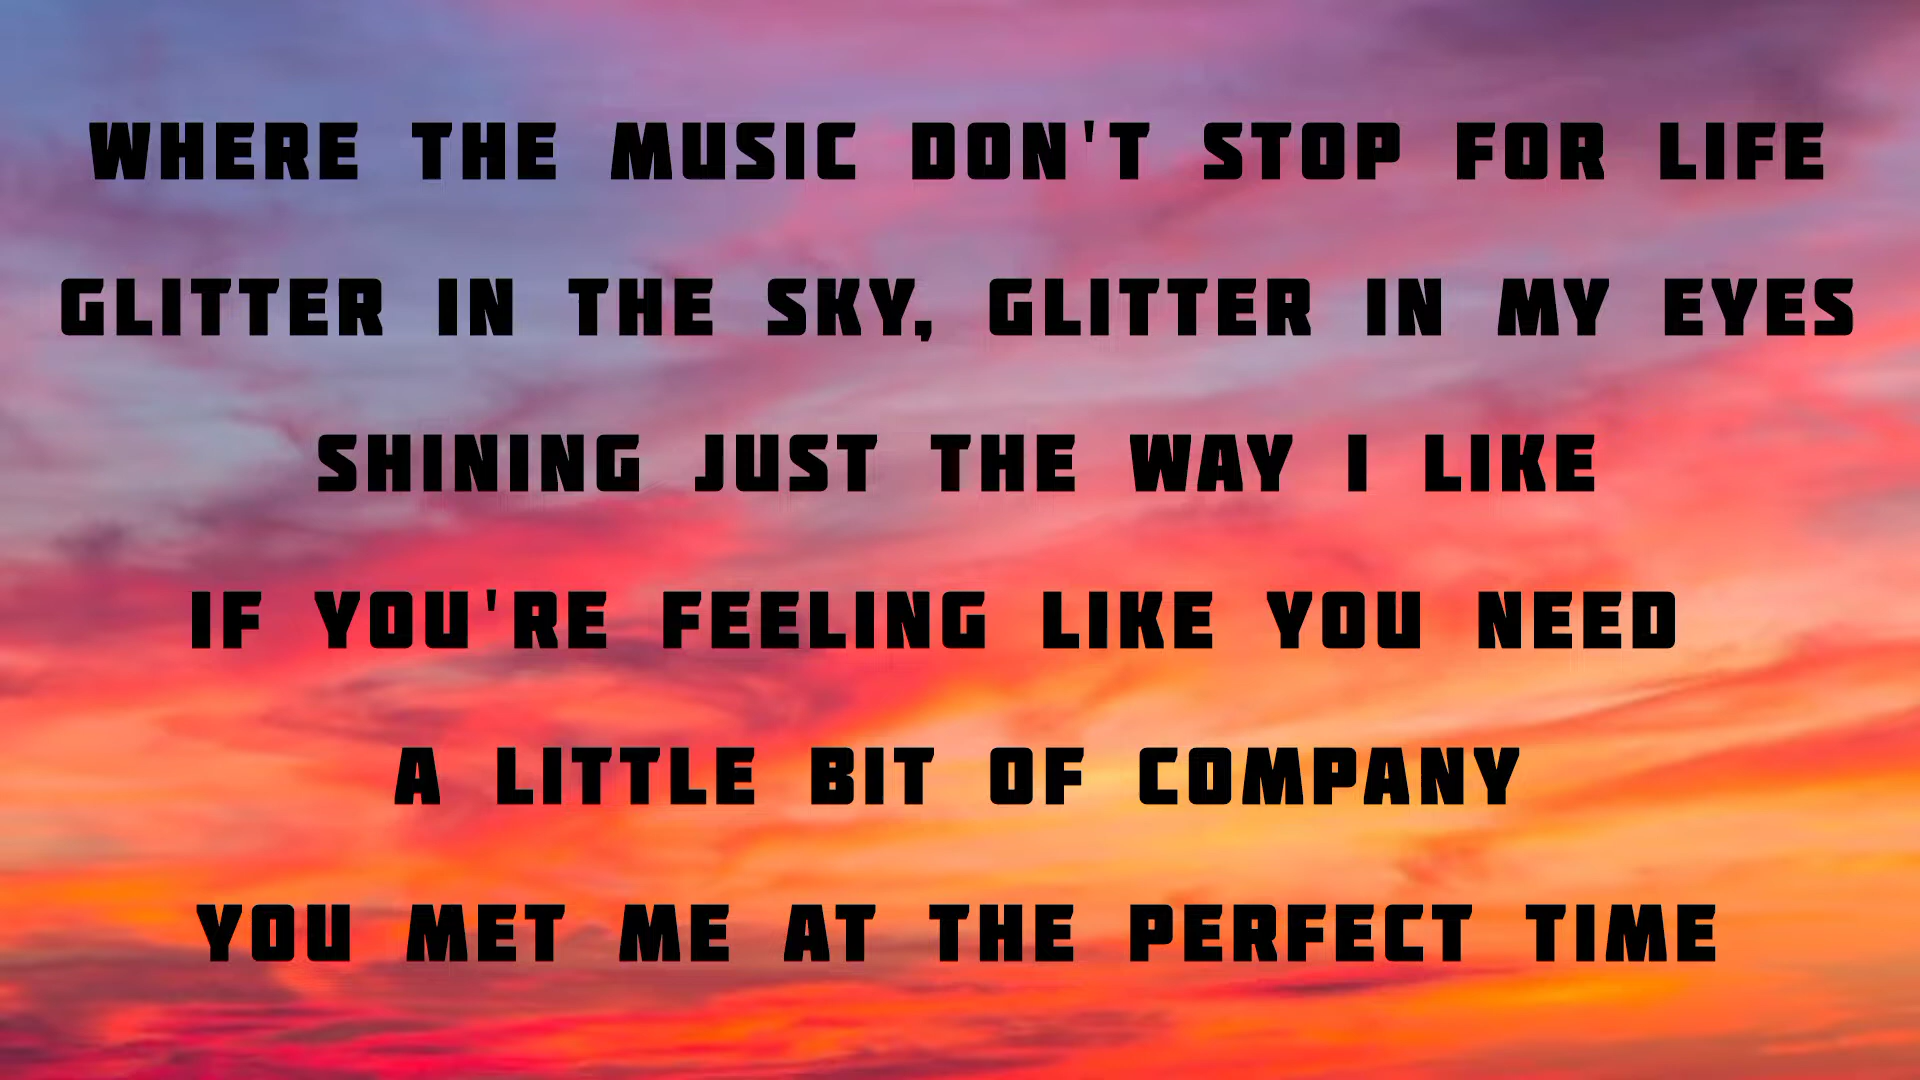 WHERE THE MUSIC DON'T STOP FOR LIFE
GLITTER IN THE SKY, GLITTER IN MY EYES
SHINING JUST THE WAY I LIKE
IF YOU'RE FEELING LIKE YOU NEED
A LITTLE BIT OF COMPANY
YOU MET ME AT THE PERFECT TIME